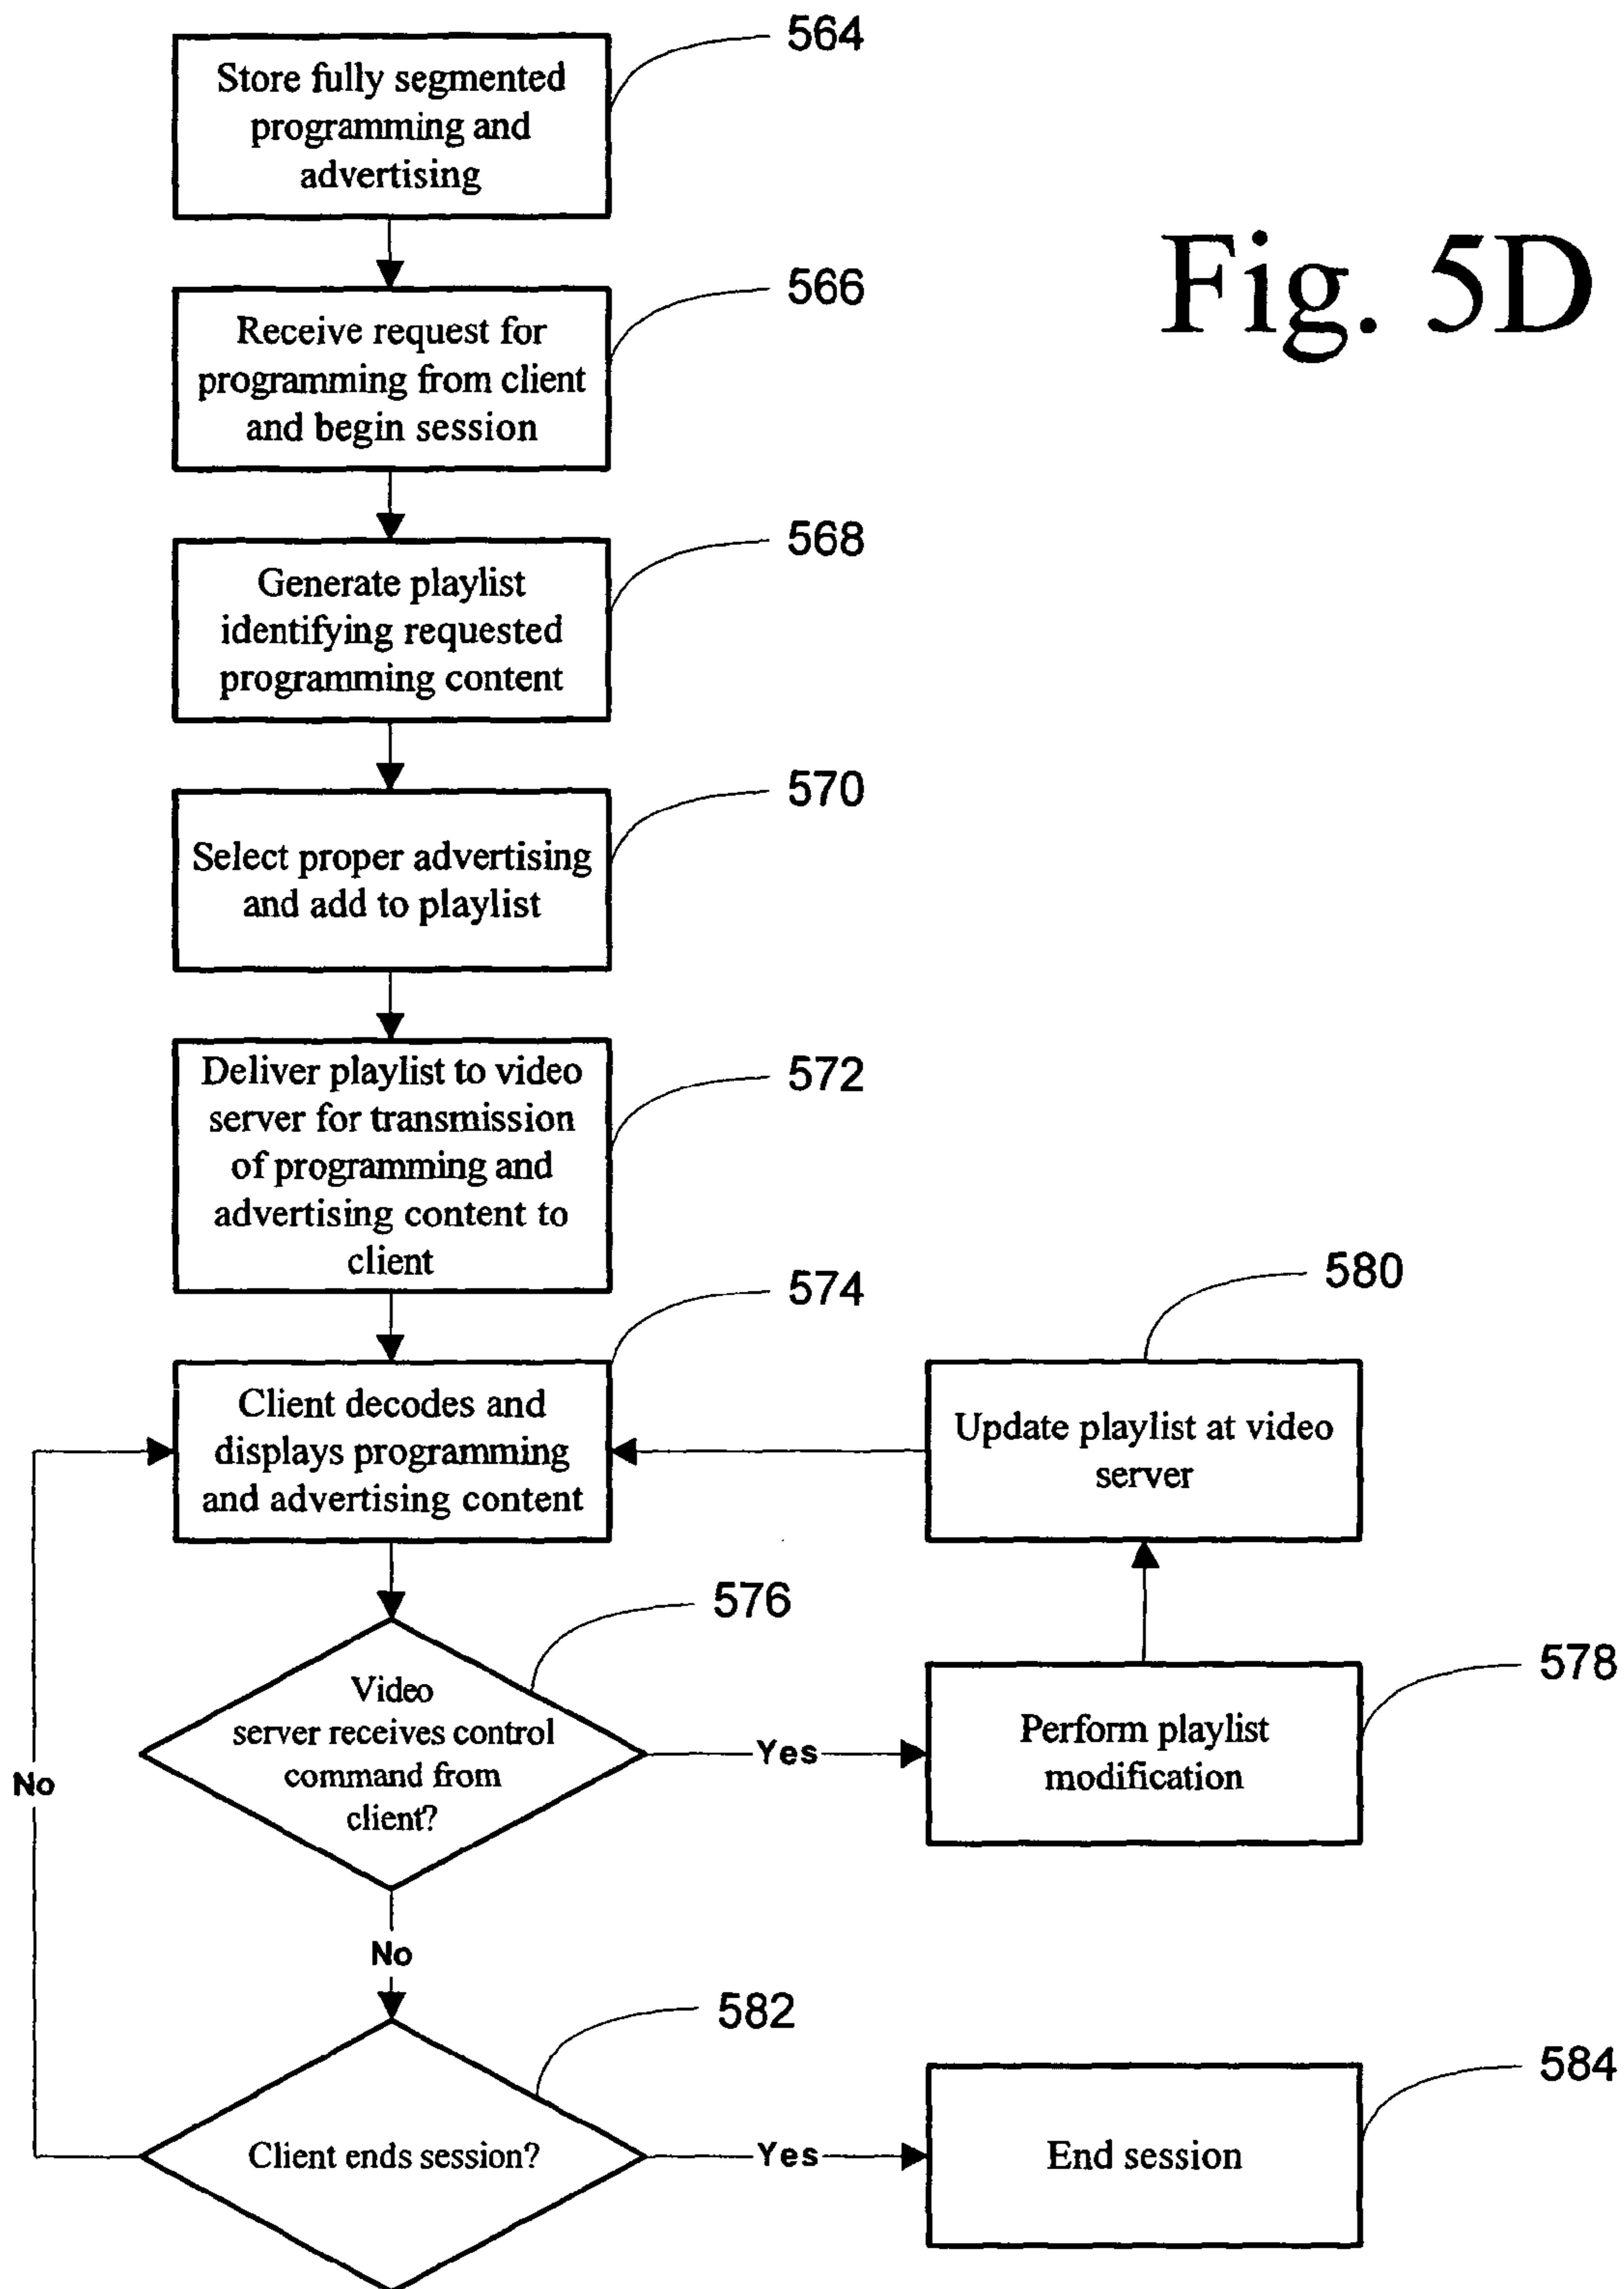 564
Store fully segmented
programming and
advertising
Fig. 5D
566
Receive request for
programming from client
and begin session
568
Generate playlist
identifying requested
programming content
570
Select proper advertising
and add to playlist
572
Deliver playlist to video
server for transmission
of programming and
advertising content to
client
574
Client decodes and
displays programming
and advertising content
580
Update playlist at video
server
576
Video
server receives control
command from
client?
Yes
578
Perform playlist
modification
No
No
582
Client ends session?
Yes
584
End session